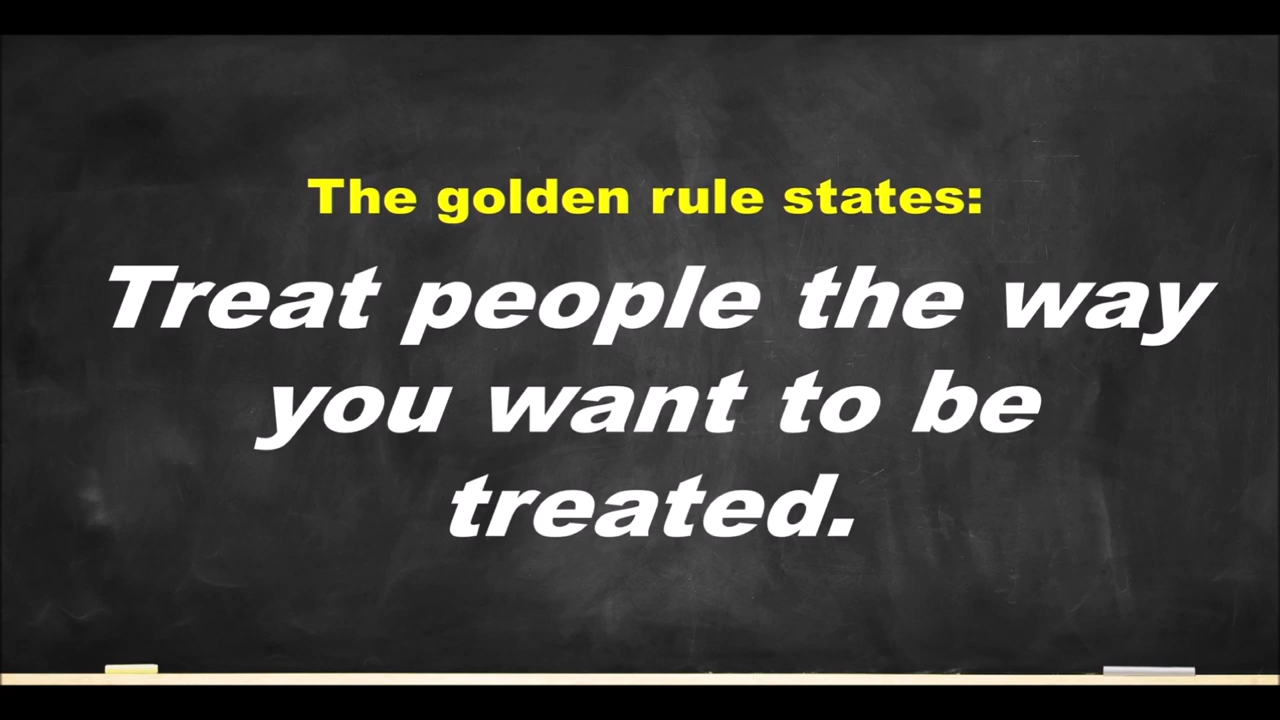 The golden rule states:
Treat people the way
you want to be
treated.